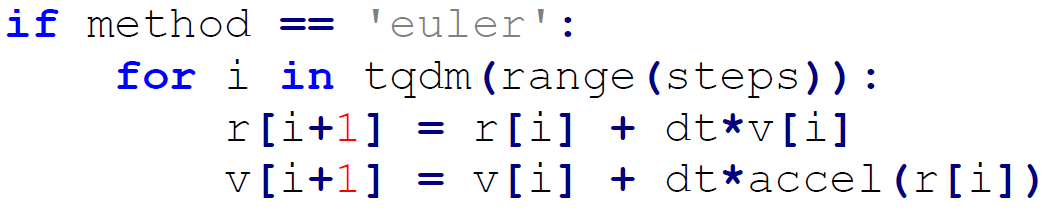 if method == 'euler':
    for i in tqdm(range(steps)):
        r[i+1] = r[i] + dt*v[i]
        v[i+1] = v[i] + dt*accel(r[i])